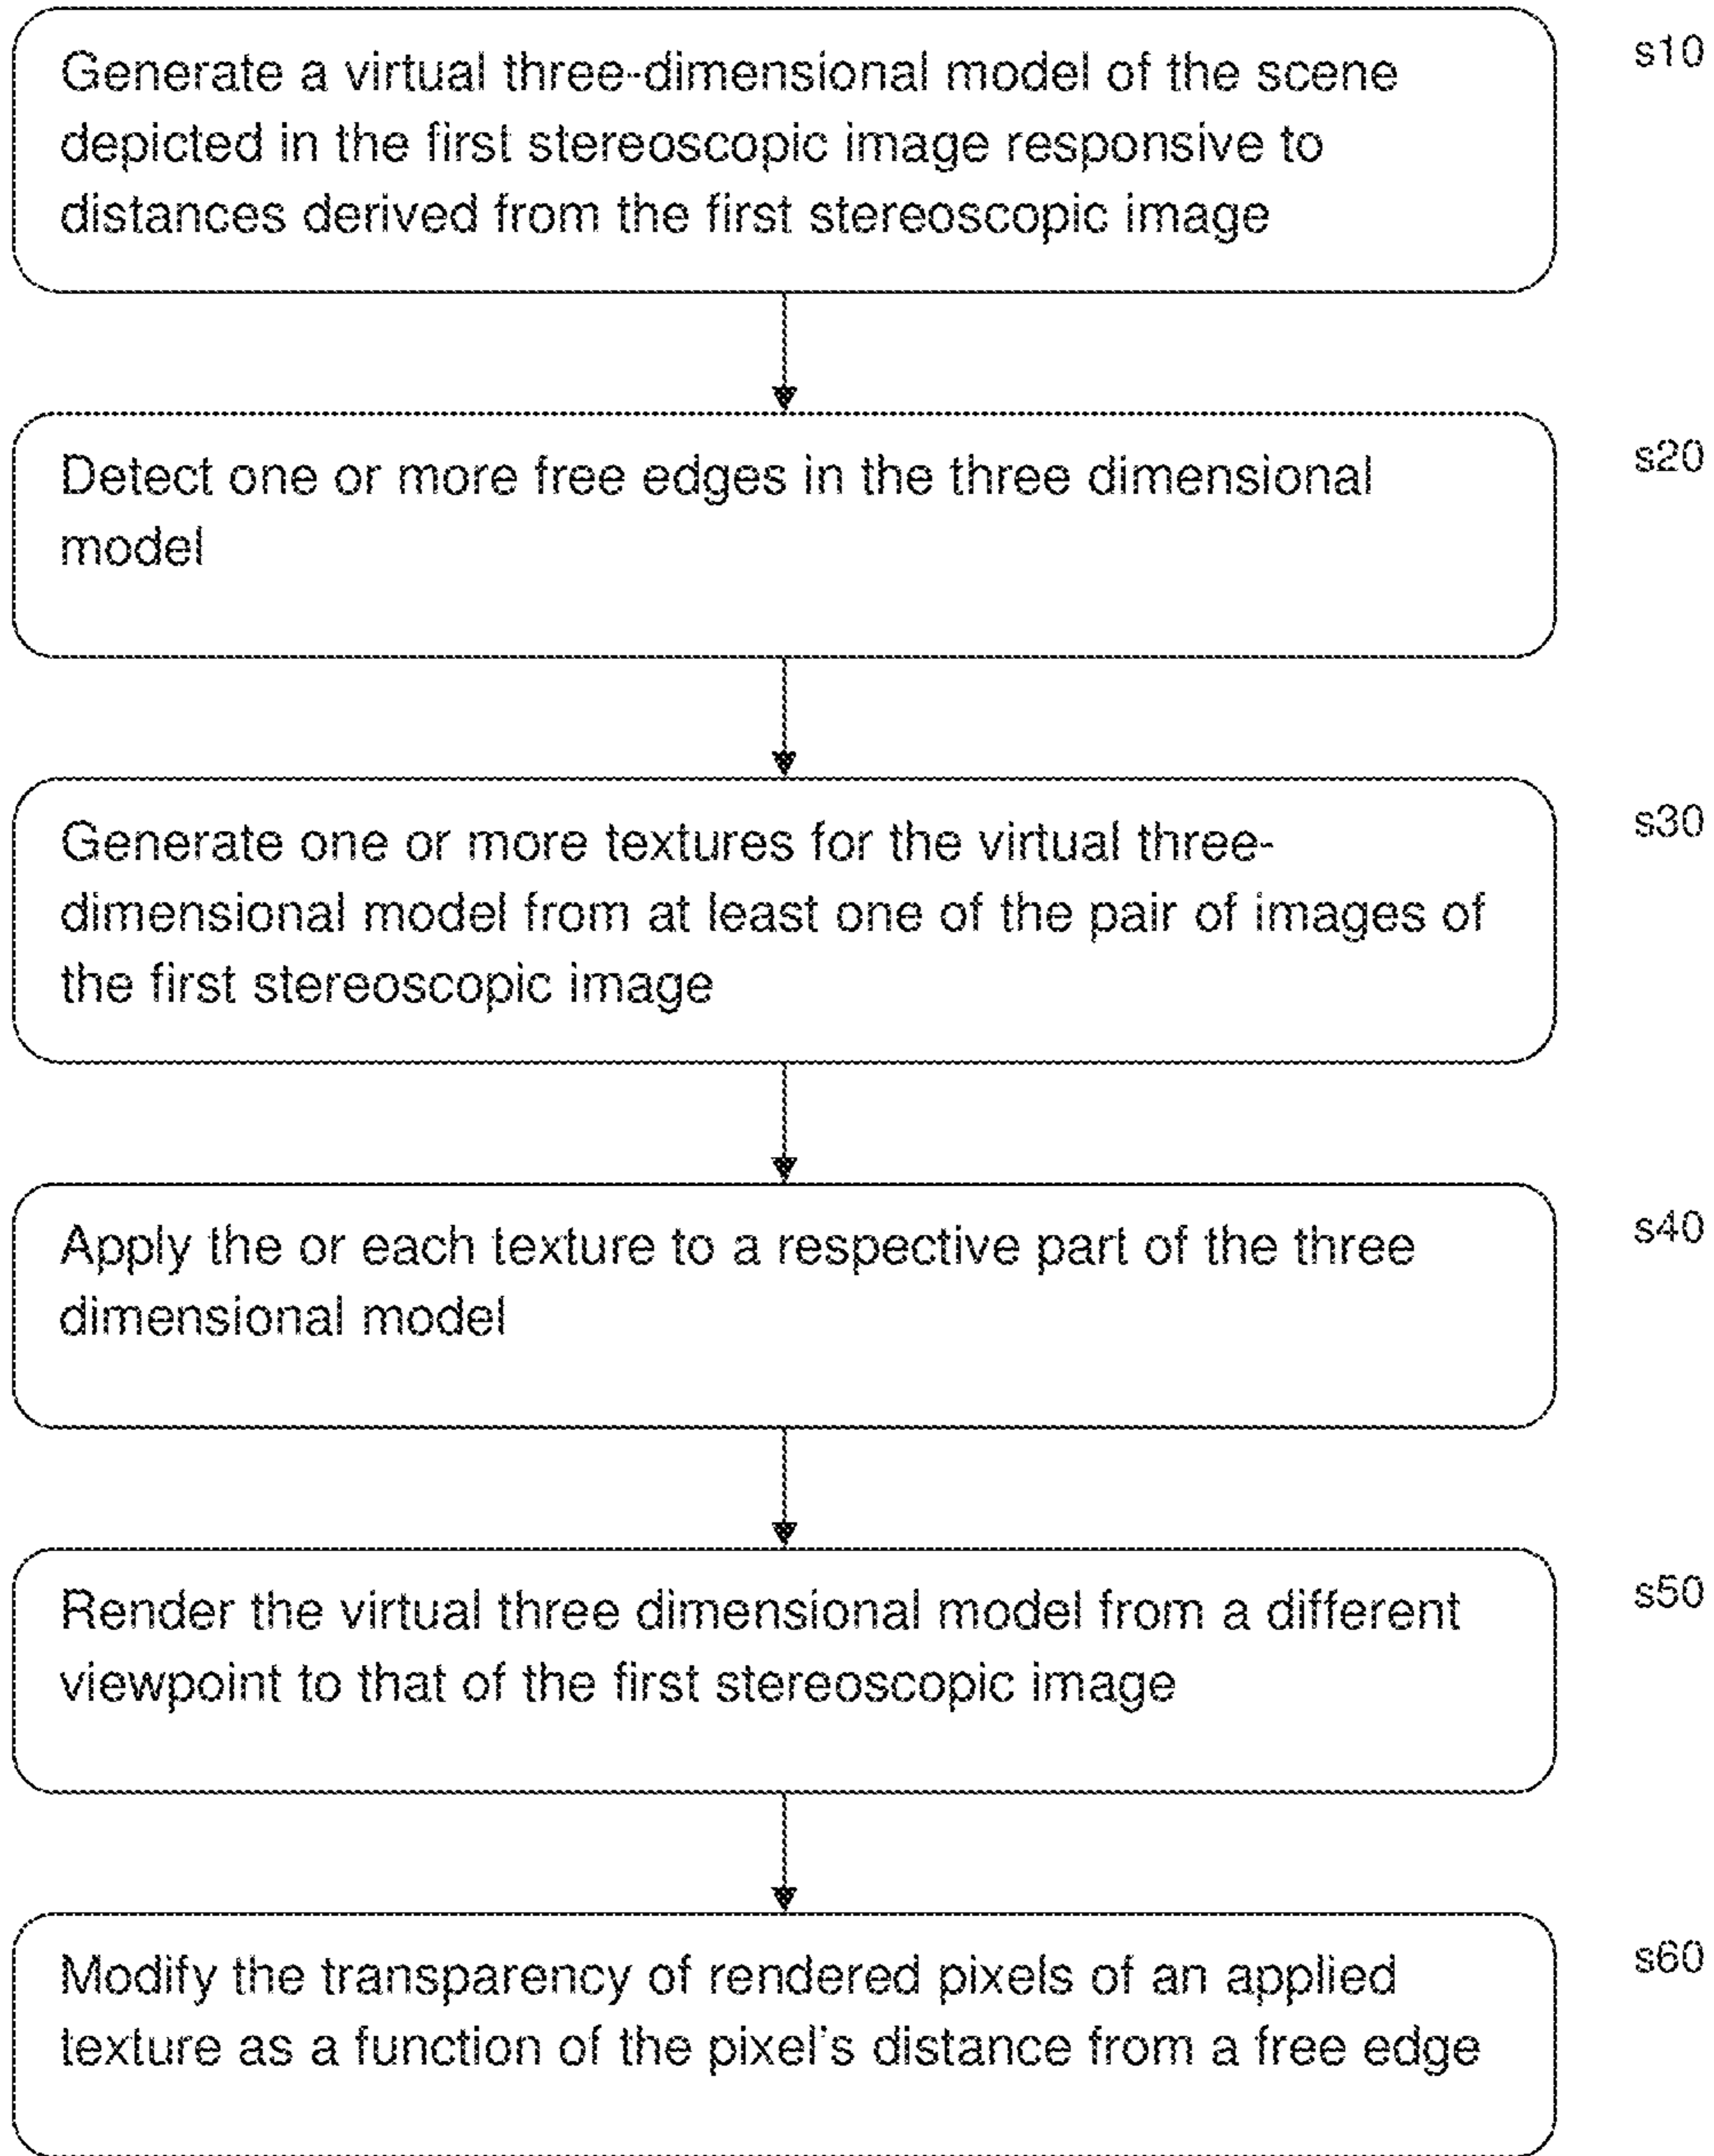 Generate a virtual three-dimensional model of the scene
depicted in the first stereoscopic image responsive to
distances derived from the first stereoscopic image
s10
Detect one or more free edges in the three dimensional
model
s20
Generate one or more textures for the virtual three-
dimensional model from at least one of the pair of images of
the first stereoscopic image
s30
Apply the or each texture to a respective part of the three
dimensional model
s40
Render the virtual three dimensional model from a different
viewpoint to that of the first stereoscopic image
s50
Modify the transparency of rendered pixels of an applied
texture as a function of the pixel's distance from a free edge
s60